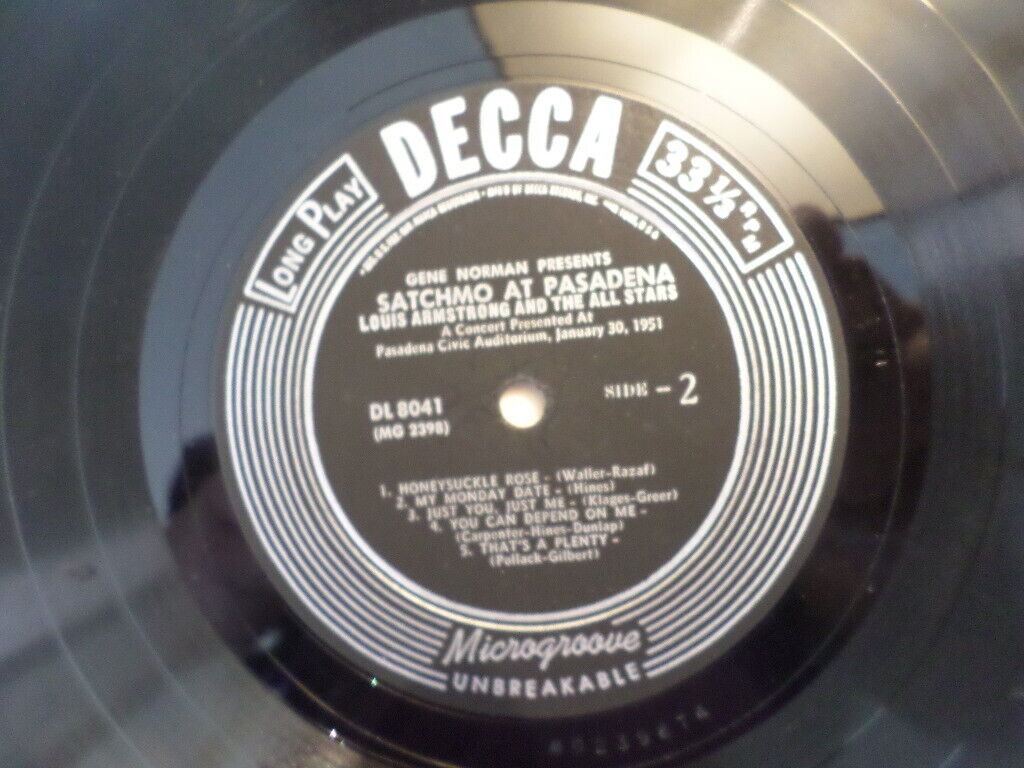 DECCA
LONG PLAY
33 1/3 RPM
GENE NORMAN PRESENTS
SATCHMO AT PASADENA
LOUIS ARMSTRONG AND THE ALL STARS
A Concert Presented At
Pasadena Civic Auditorium, January 30, 1951
DL 8041
(MG 2398)
SIDE - 2
1. HONEYSUCKLE ROSE - (Waller-Razaf)
2. MY MONDAY DATE - (Hines)
3. JUST YOU, JUST ME - (Klages-Greer)
4. YOU CAN DEPEND ON ME -
(Carpenter-Hines-Dunlap)
5. THAT'S A PLENTY -
(Pollack-Gilbert)
Microgroove
UNBREAKABLE